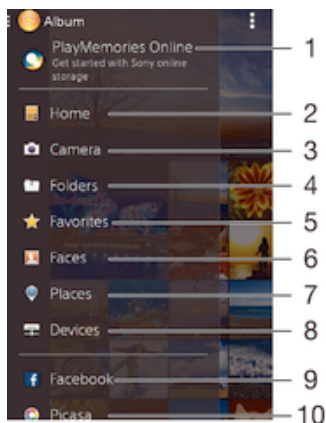 Album
PlayMemories Online
Get started with Sony online
storage
1
Home
2
Camera
3
Folders
4
Favorites
5
Faces
6
Places
7
Devices
8
Facebook
9
Picasa
10